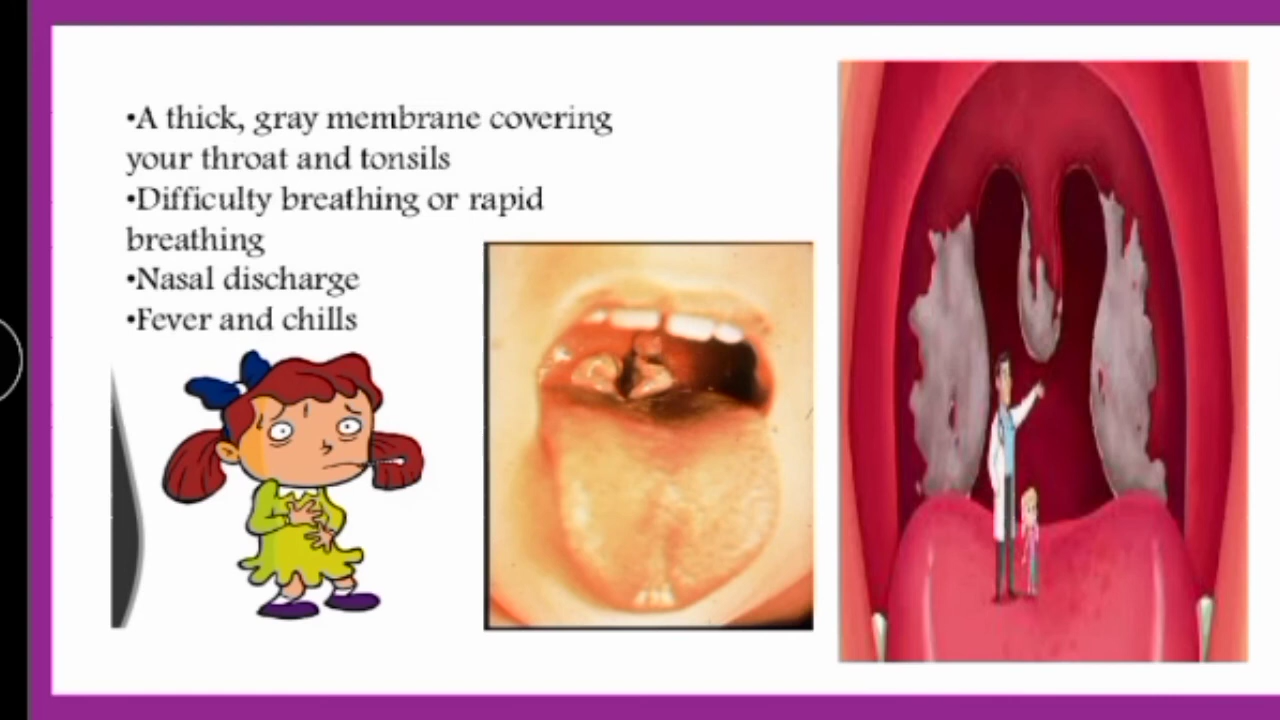 •A thick, gray membrane covering
your throat and tonsils
•Difficulty breathing or rapid
breathing
•Nasal discharge
•Fever and chills